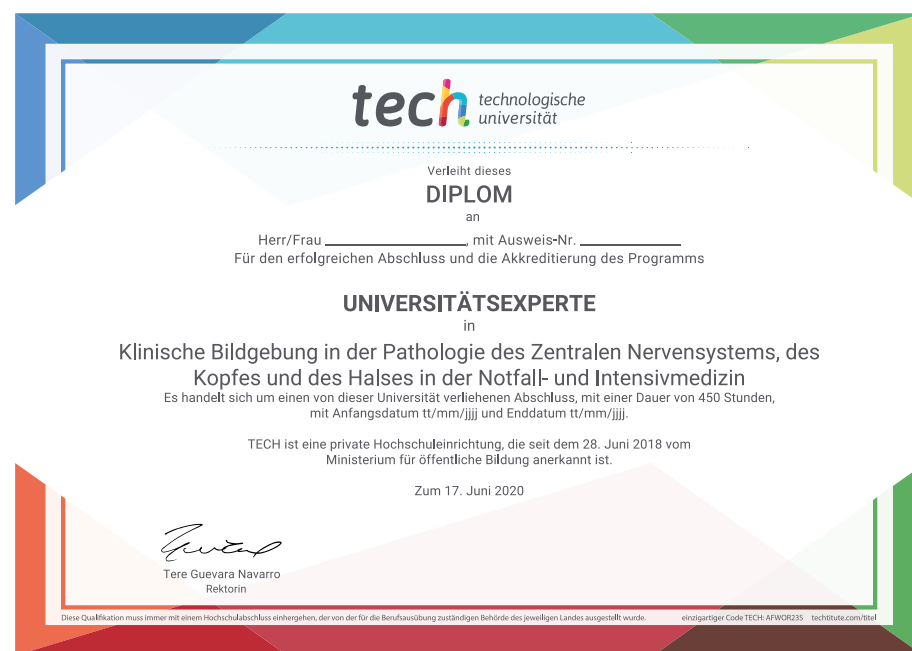 tech technologische
universität
Verleiht dieses
DIPLOM
an
Herr/Frau ____________, mit Ausweis-Nr. ____________
Für den erfolgreichen Abschluss und die Akkreditierung des Programms
UNIVERSITÄTSEXPERTE
in
Klinische Bildgebung in der Pathologie des Zentralen Nervensystems, des
Kopfes und des Halses in der Notfall- und Intensivmedizin
Es handelt sich um einen von dieser Universität verliehenen Abschluss, mit einer Dauer von 450 Stunden,
mit Anfangsdatum tt/mm/jjjj und Enddatum tt/mm/jjjj.
TECH ist eine private Hochschuleinrichtung, die seit dem 28. Juni 2018 vom
Ministerium für öffentliche Bildung anerkannt ist.
Zum 17. Juni 2020
Tere Guevara Navarro
Rektorin
Diese Qualifikation muss immer mit einem Hochschulabschluss einhergehen, der von der für die Berufsausübung zuständigen Behörde des jeweiligen Landes ausgestellt wurde. einzigartiger Code TECH: AFWOR23S techtitute.com/titel